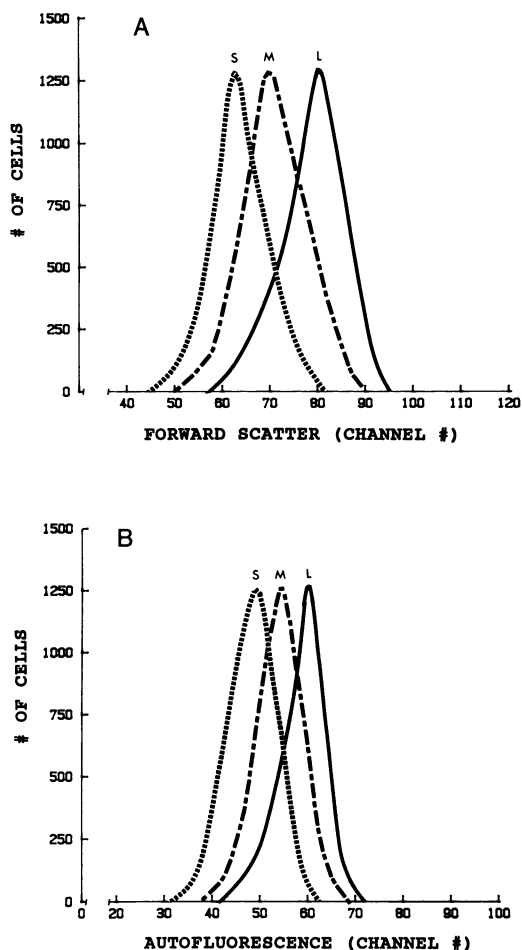 A
1500
1250
1000
750
500
250
0
# OF CELLS
S M L
40 50 60 70 80 90 100 110 120
FORWARD SCATTER (CHANNEL #)
B
1500
1250
1000
750
500
250
0
# OF CELLS
S M L
0 20 30 40 50 60 70 80 90 100
AUTOFLUORESCENCE (CHANNEL #)